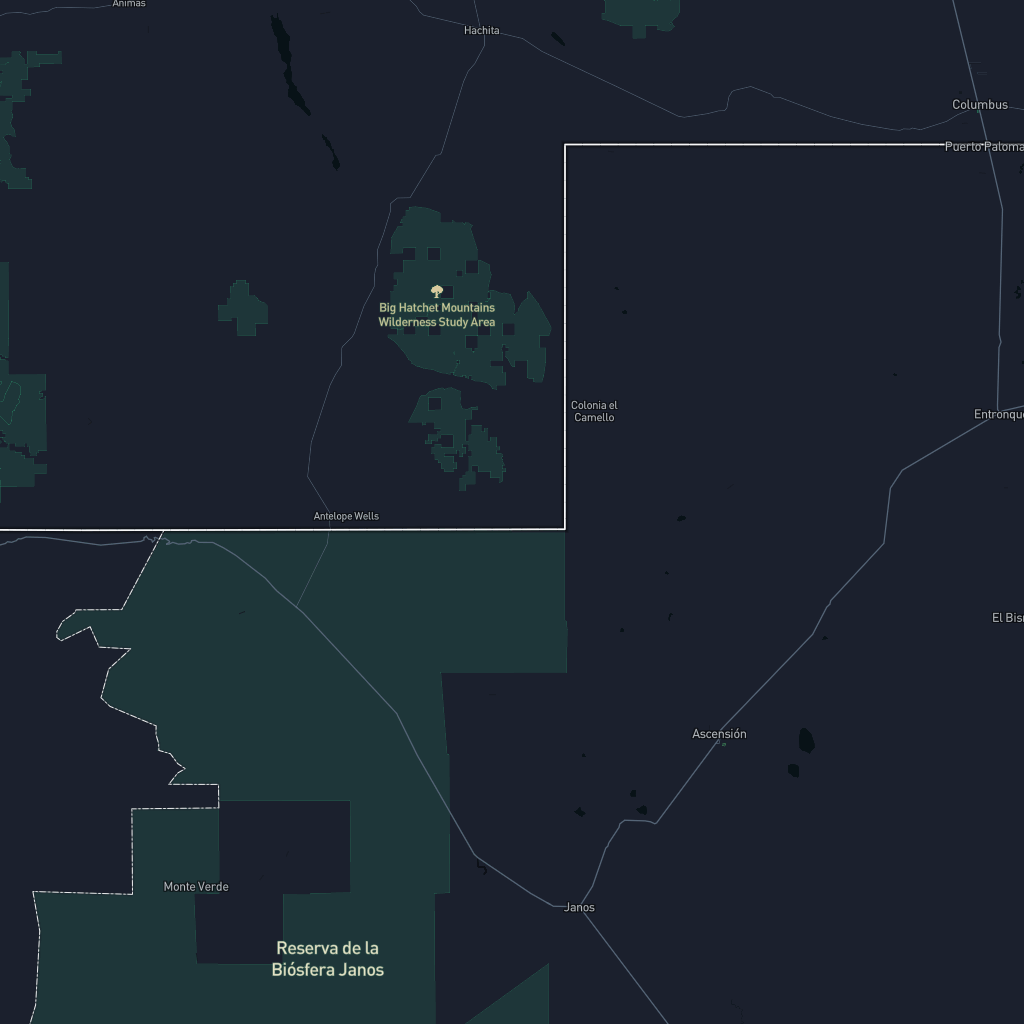 Animas
Hachita
Columbus
Puerto Paloma
Big Hatchet Mountains
Wilderness Study Area
Colonia el
Camello
Entronque
Antelope Wells
El Bism
Ascensión
Monte Verde
Janos
Reserva de la
Biósfera Janos